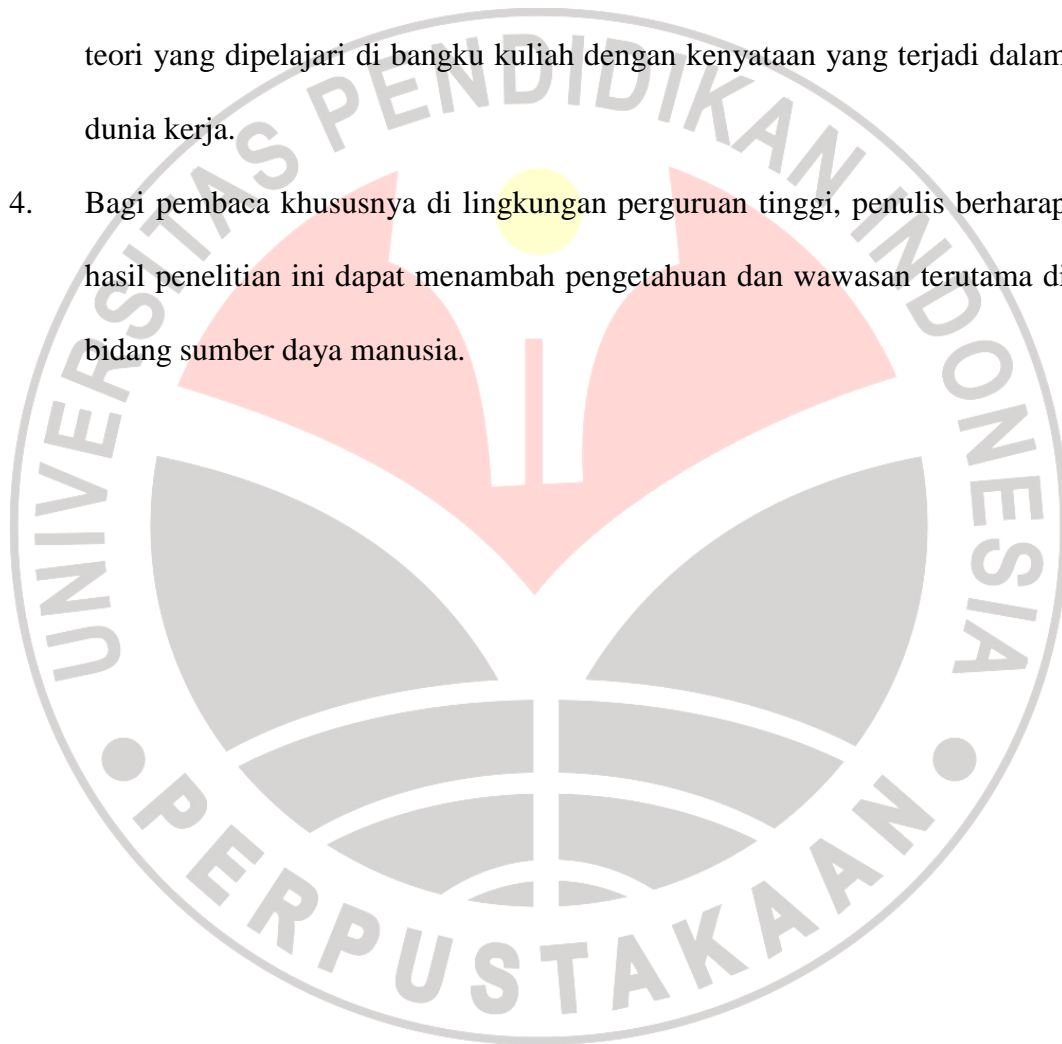 teori yang dipelajari di bangku kuliah dengan kenyataan yang terjadi dalam
dunia kerja.
4. Bagi pembaca khususnya di lingkungan perguruan tinggi, penulis berharap
hasil penelitian ini dapat menambah pengetahuan dan wawasan terutama di
bidang sumber daya manusia.
UNIVERSITAS PENDIDIKAN INDONESIA
PERPUSTAKAAN